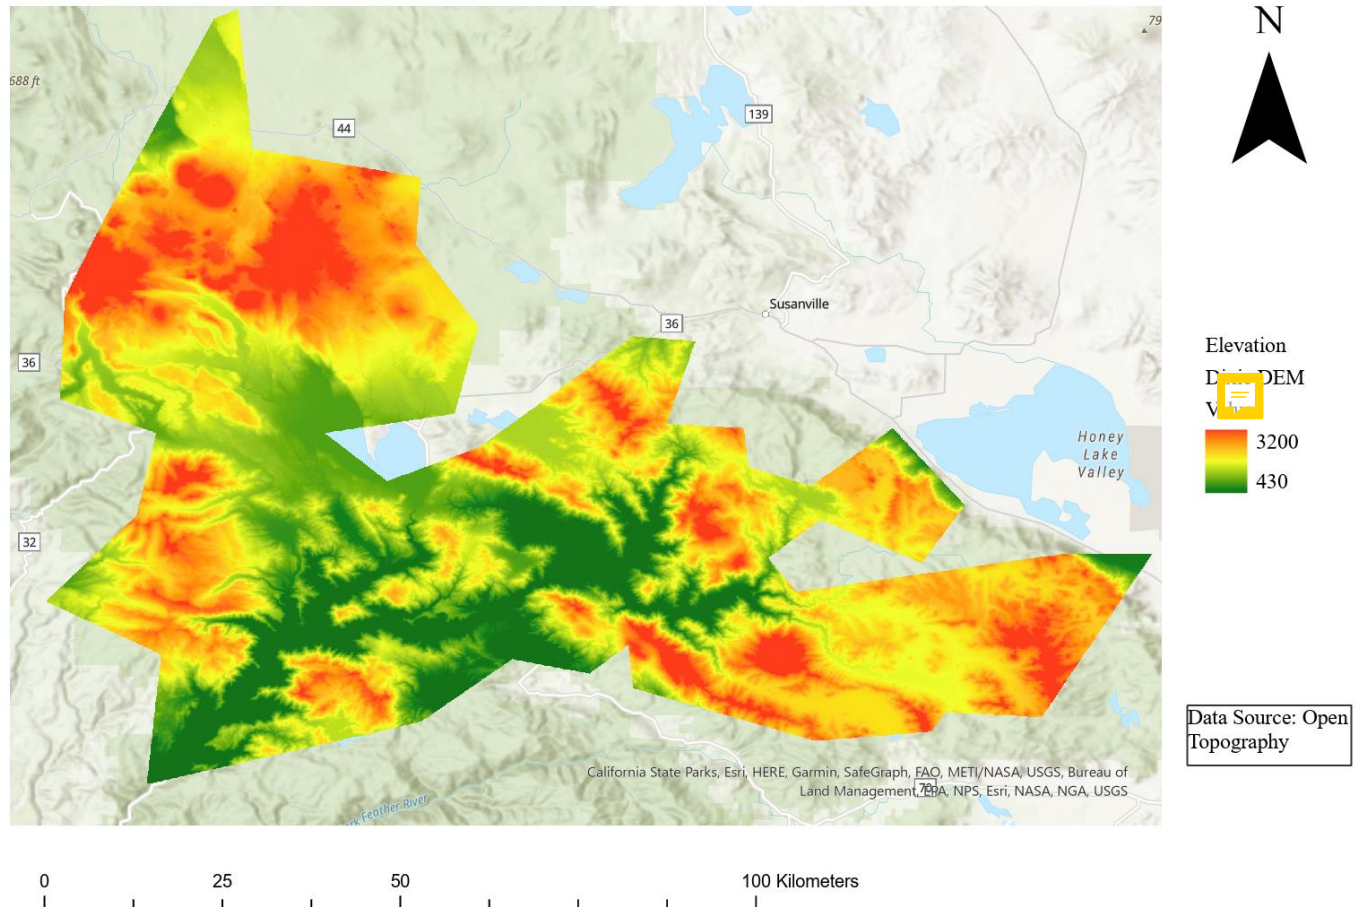 N
79
688 ft
44
139
Susanville
36
36
Elevation
DEM
3200
430
Honey
Lake
Valley
32
Data Source: Open
Topography
California State Parks, Esri, HERE, Garmin, SafeGraph, FAO, METI/NASA, USGS, Bureau of
Land Management, EPA, NPS, Esri, NASA, NGA, USGS
70
Feather River
0 25 50 100 Kilometers